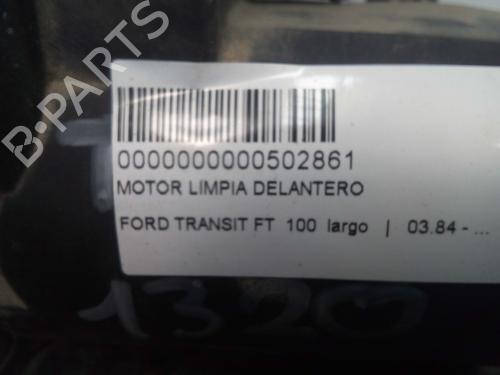 B-PARTS
0000000000502861
MOTOR LIMPIA DELANTERO
FORD TRANSIT FT 100 largo | 03.84 - ...
1320